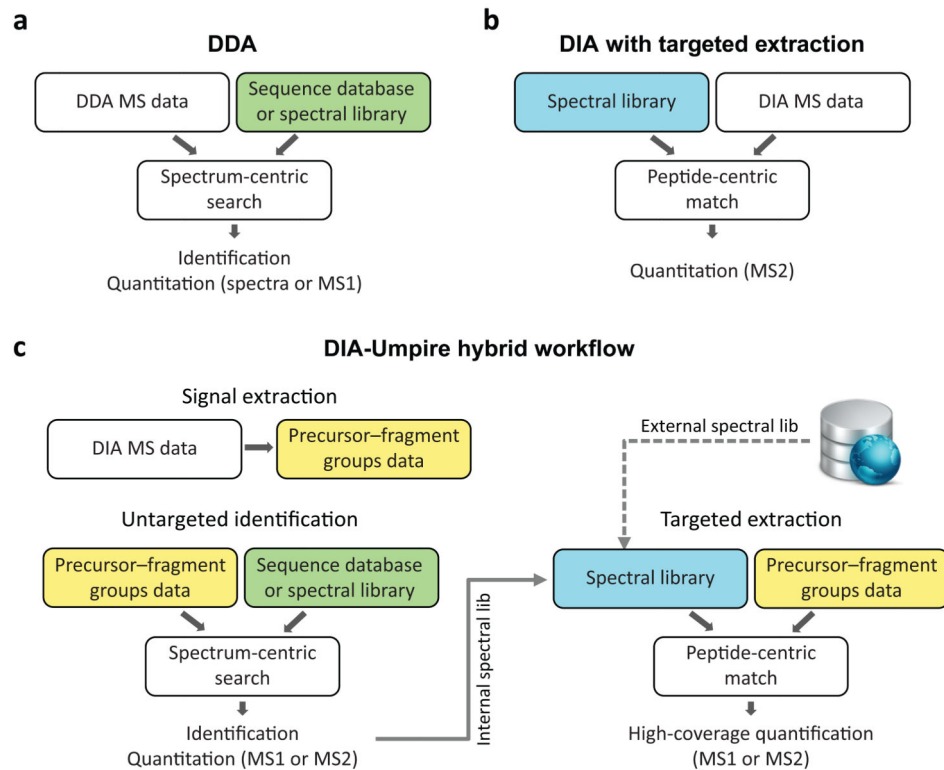 a
DDA
DDA MS data
Sequence database
or spectral library
Spectrum-centric
search
Identification
Quantitation (spectra or MS1)
b
DIA with targeted extraction
Spectral library
DIA MS data
Peptide-centric
match
Quantitation (MS2)
c
DIA-Umpire hybrid workflow
Signal extraction
DIA MS data
Precursor–fragment
groups data
Untargeted identification
Precursor–fragment
groups data
Sequence database
or spectral library
Spectrum-centric
search
Identification
Quantitation (MS1 or MS2)
Internal spectral lib
External spectral lib
Targeted extraction
Spectral library
Precursor–fragment
groups data
Peptide-centric
match
High-coverage quantification
(MS1 or MS2)